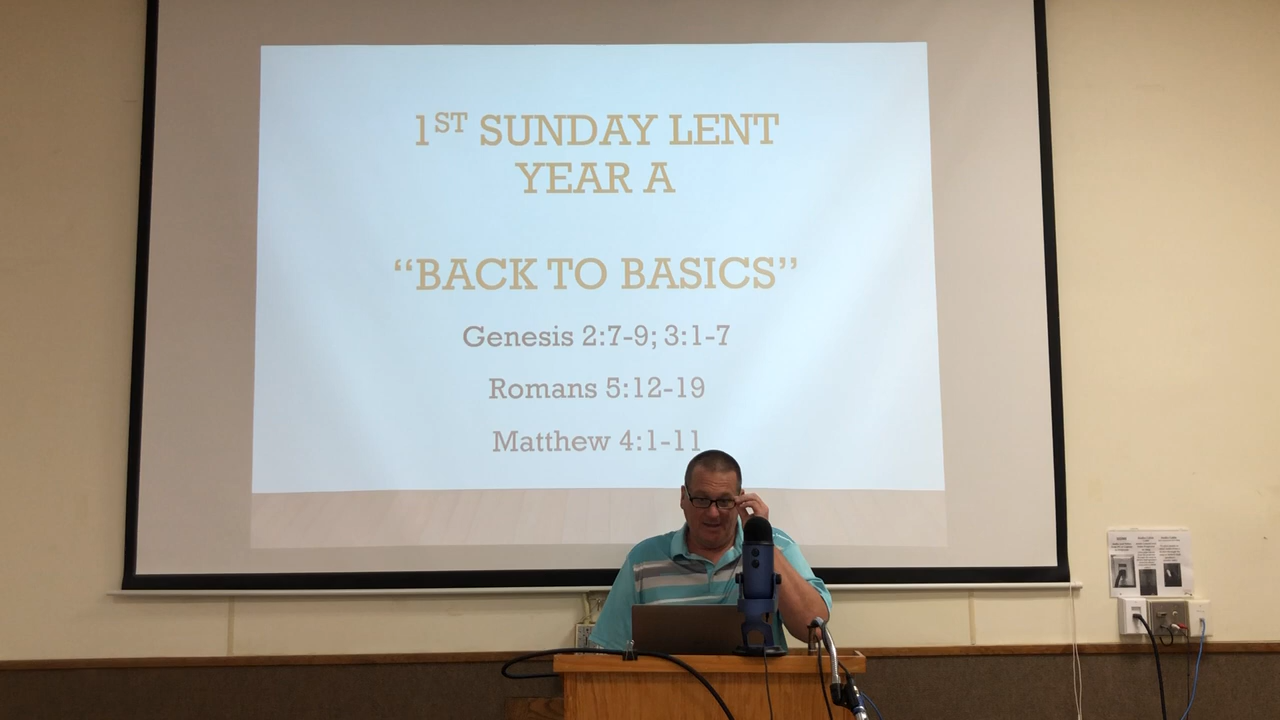 1ST SUNDAY LENT
YEAR A
“BACK TO BASICS”
Genesis 2:7-9; 3:1-7
Romans 5:12-19
Matthew 4:1-11